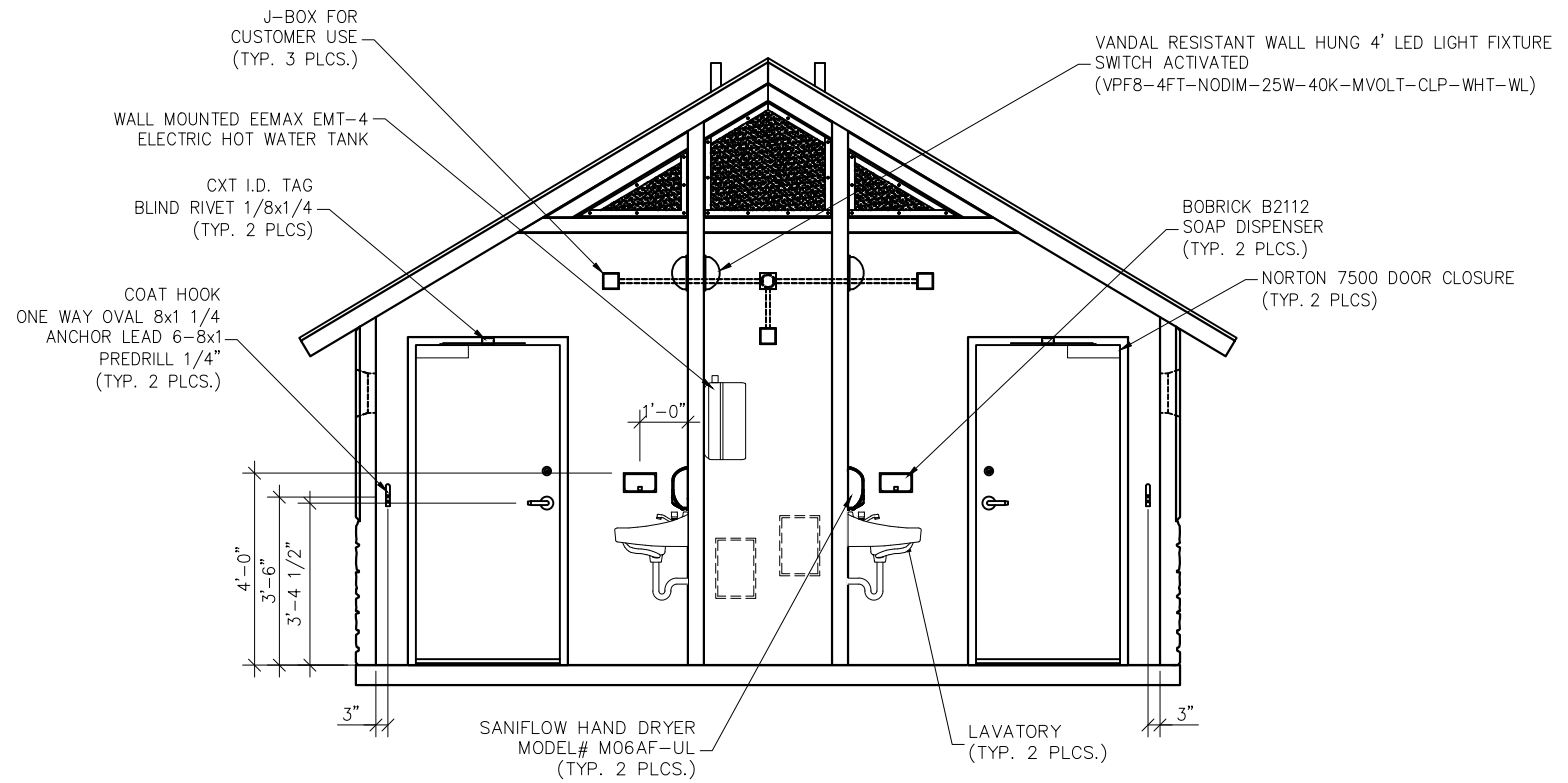 J-BOX FOR
CUSTOMER USE
(TYP. 3 PLCS.)
VANDAL RESISTANT WALL HUNG 4' LED LIGHT FIXTURE
SWITCH ACTIVATED
(VPF8-4FT-NODIM-25W-40K-MVOLT-CLP-WHT-WL)
WALL MOUNTED EEMAX EMT-4
ELECTRIC HOT WATER TANK
CXT I.D. TAG
BLIND RIVET 1/8x1/4
(TYP. 2 PLCS)
BOBRICK B2112
SOAP DISPENSER
(TYP. 2 PLCS.)
NORTON 7500 DOOR CLOSURE
(TYP. 2 PLCS)
COAT HOOK
ONE WAY OVAL 8x1 1/4
ANCHOR LEAD 6-8x1
PREDRILL 1/4"
(TYP. 2 PLCS.)
1'-0"
4'-0"
3'-6"
3'-4 1/2"
3"
3"
SANIFLOW HAND DRYER
MODEL# M06AF-UL
(TYP. 2 PLCS.)
LAVATORY
(TYP. 2 PLCS.)